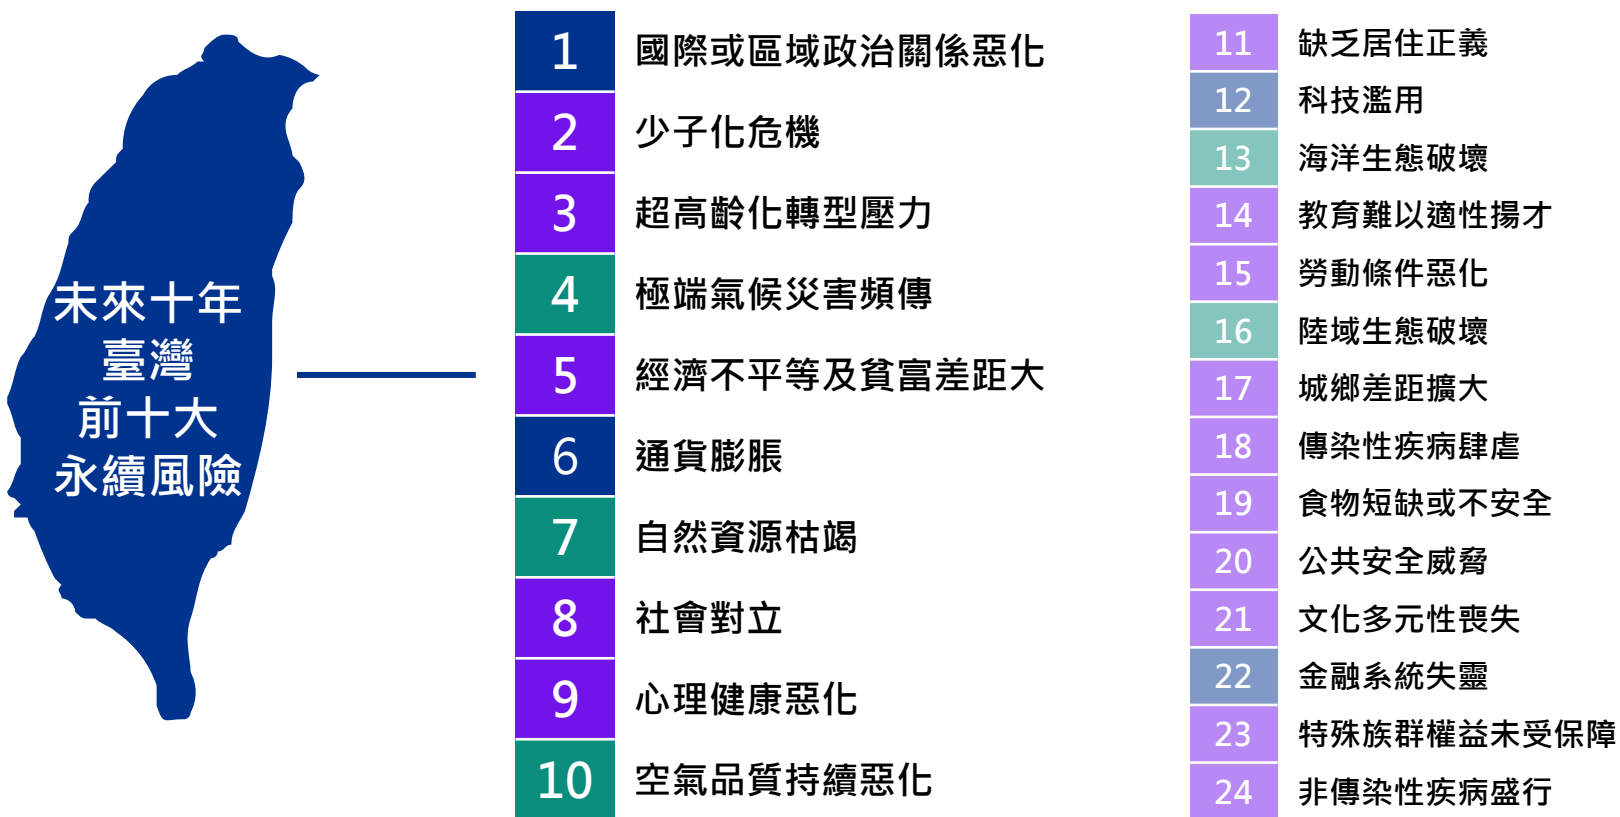 未來十年
臺灣
前十大
永續風險
1 國際或區域政治關係惡化
2 少子化危機
3 超高齡化轉型壓力
4 極端氣候災害頻傳
5 經濟不平等及貧富差距大
6 通貨膨脹
7 自然資源枯竭
8 社會對立
9 心理健康惡化
10 空氣品質持續惡化
11 缺乏居住正義
12 科技濫用
13 海洋生態破壞
14 教育難以適性揚才
15 勞動條件惡化
16 陸域生態破壞
17 城鄉差距擴大
18 傳染性疾病肆虐
19 食物短缺或不安全
20 公共安全威脅
21 文化多元性喪失
22 金融系統失靈
23 特殊族群權益未受保障
24 非傳染性疾病盛行